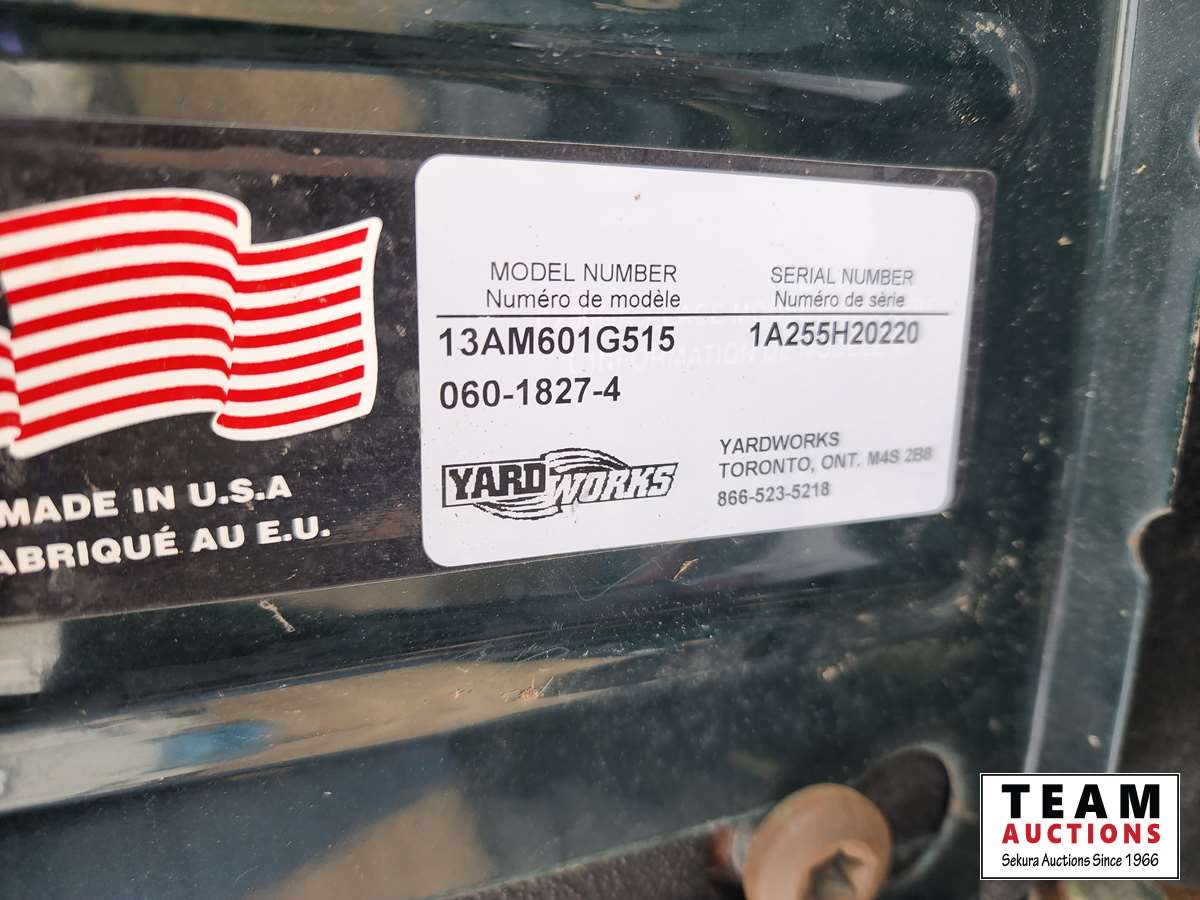 MODEL NUMBER
Numéro de modèle
SERIAL NUMBER
Numéro de série
13AM601G515
1A255H20220
060-1827-4
YARDWORKS
YARDWORKS
TORONTO, ONT. M4S 2B8
866-523-5218
MADE IN U.S.A
ABRIQUÉ AU E.U.
TEAM
AUCTIONS
Sekura Auctions Since 1966